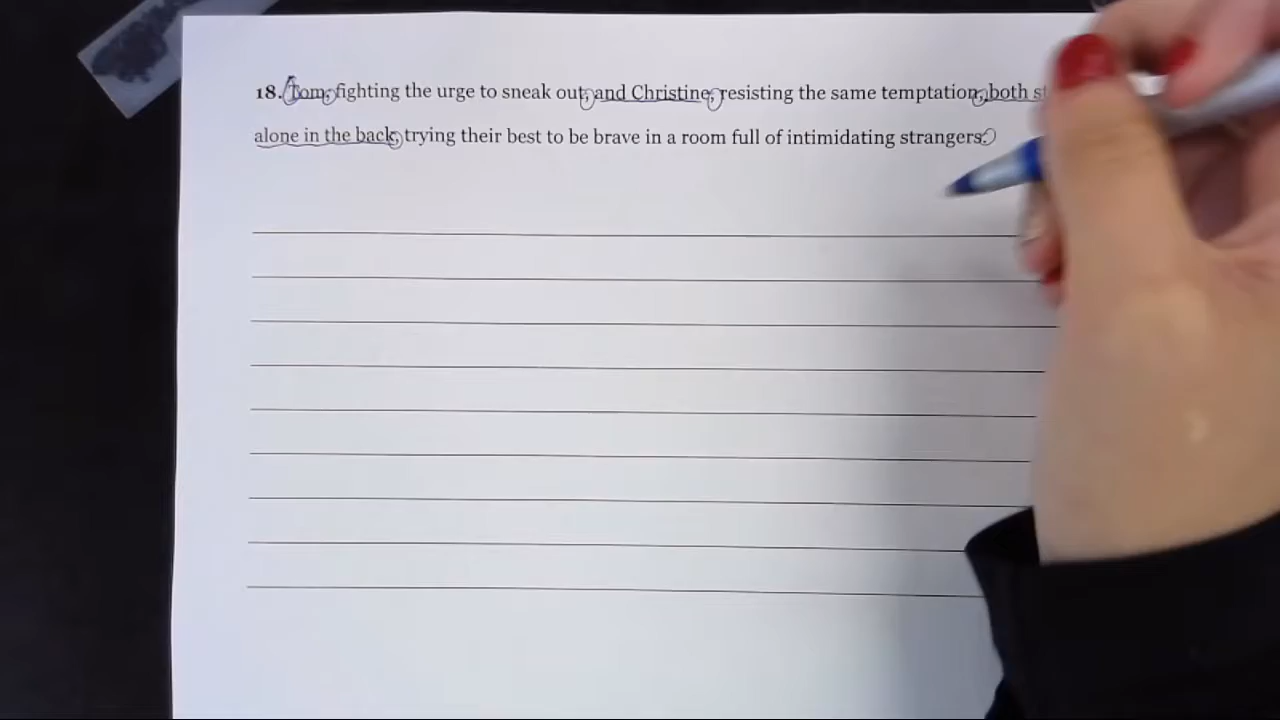 18. Tom, fighting the urge to sneak out, and Christine, resisting the same temptation, both
alone in the back, trying their best to be brave in a room full of intimidating strangers.